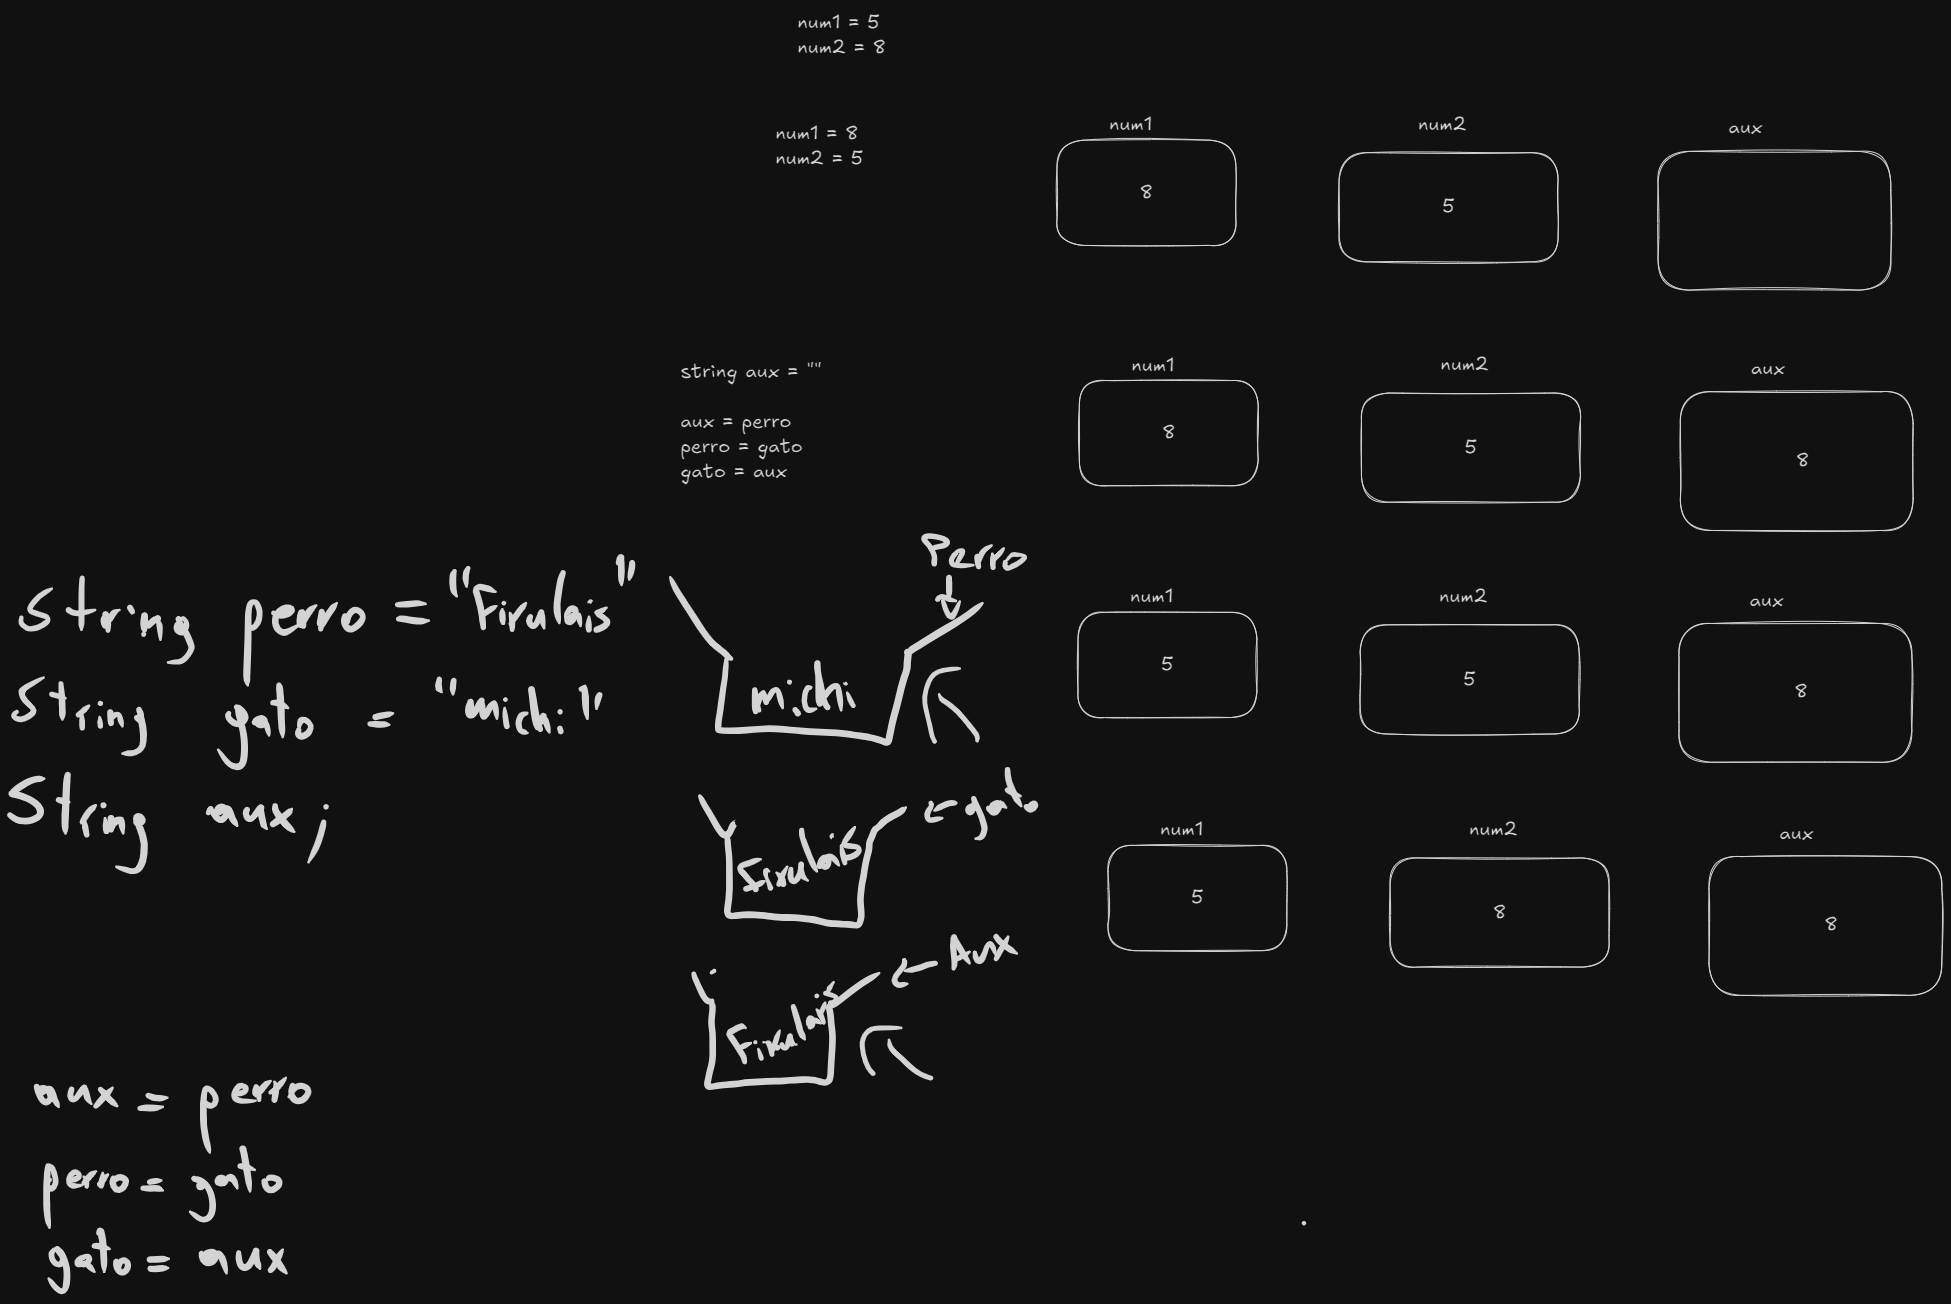 num1 = 5
num2 = 8
num1 = 8
num2 = 5
num1 num2 aux
8 5
string aux = ""
aux = perro
perro = gato
gato = aux
num1 num2 aux
8 5 8
num1 num2 aux
5 5 8
num1 num2 aux
5 8 8
String perro = "Firulais"
String gato = "michi"
String aux;
Perro
michi
gato
Firulais
Aux
Firulais
aux = perro
perro = gato
gato = aux